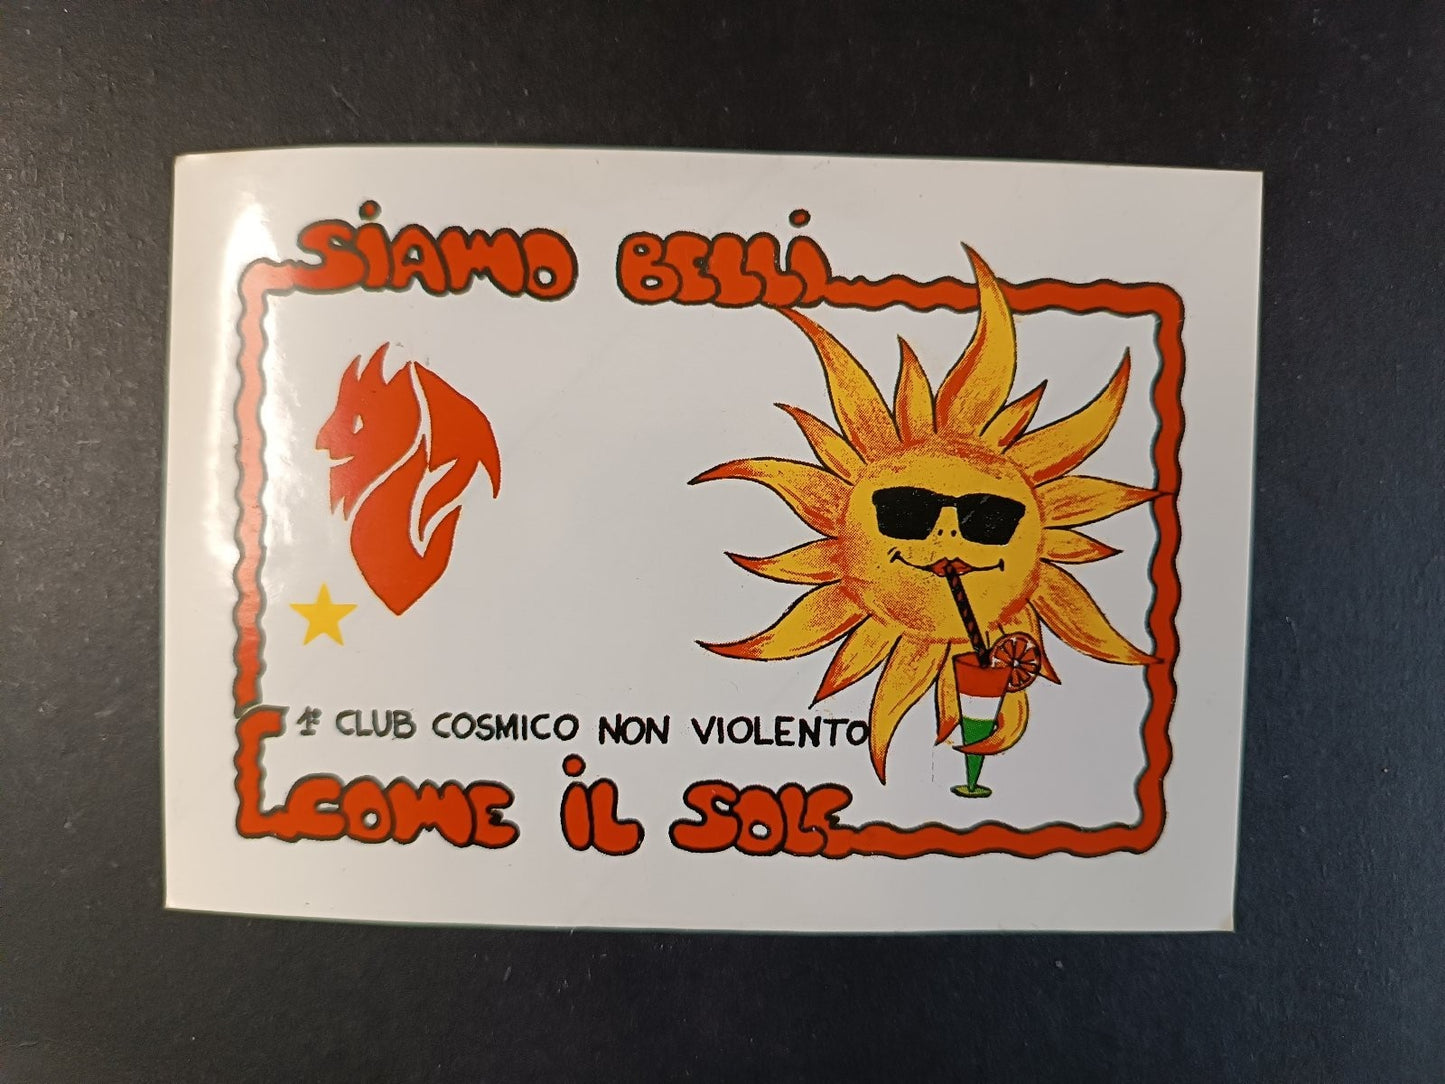 SiAMO BELLi
1° CLUB COSMICO NON VIOLENTO
COME iL SOLE